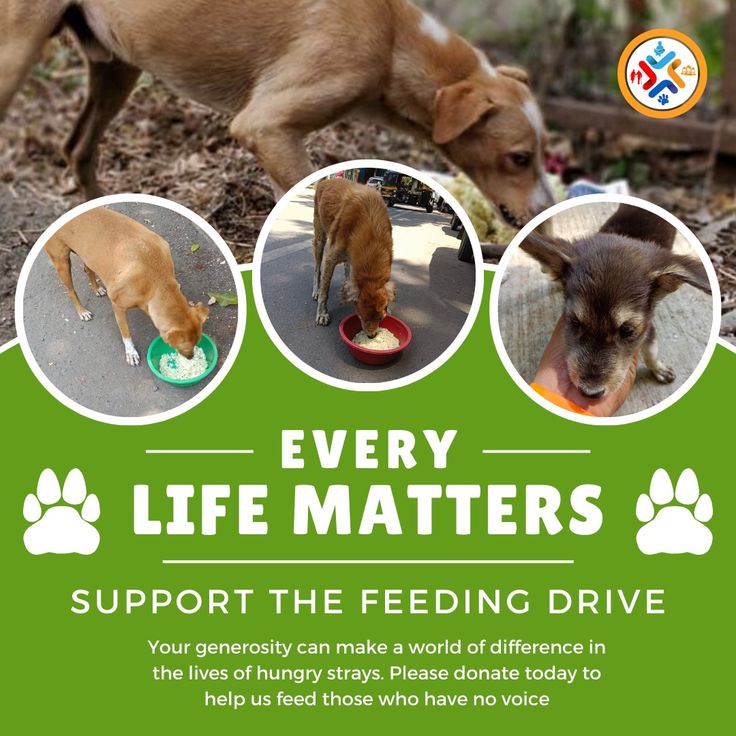 EVERY
LIFE MATTERS
SUPPORT THE FEEDING DRIVE
Your generosity can make a world of difference in
the lives of hungry strays. Please donate today to
help us feed those who have no voice